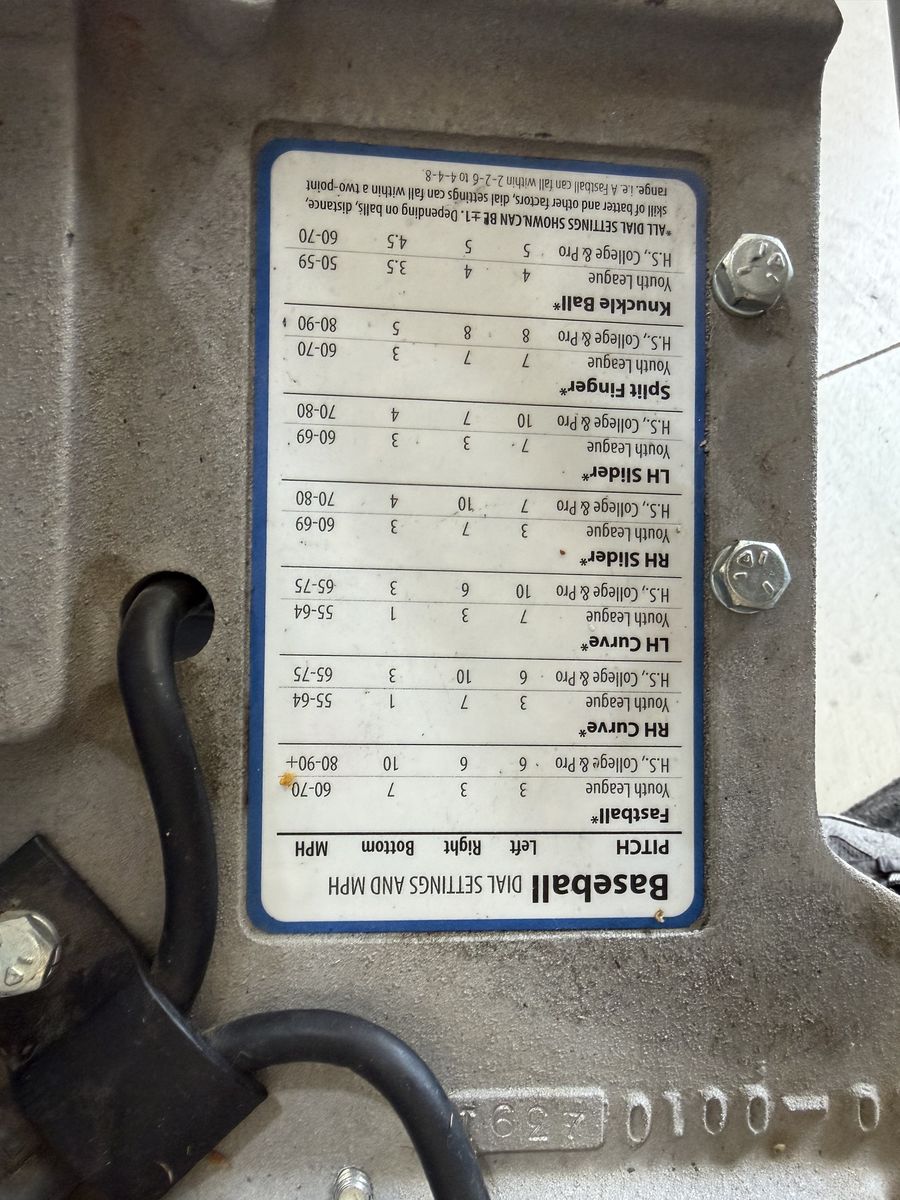 Baseball DIAL SETTINGS AND MPH
PITCH Left Right Bottom MPH
Fastball*
Youth League 3 3 7 60-70
H.S., College & Pro 6 6 10 80-90+
RH Curve*
Youth League 3 7 1 55-64
H.S., College & Pro 6 10 3 65-75
LH Curve*
Youth League 7 3 1 55-64
H.S., College & Pro 10 6 3 65-75
RH Slider*
Youth League 3 7 3 60-69
H.S., College & Pro 7 10 4 70-80
LH Slider*
Youth League 7 3 3 60-69
H.S., College & Pro 10 7 4 70-80
Split Finger*
Youth League 7 7 3 60-70
H.S., College & Pro 8 8 5 80-90
Knuckle Ball*
Youth League 4 4 3.5 50-59
H.S., College & Pro 5 5 4.5 60-70
*ALL DIAL SETTINGS SHOWN CAN BE ±1. Depending on balls, distance,
skill of batter and other factors, dial settings can fall within a two-point
range. i.e. A Fastball can fall within 2-2-6 to 4-4-8.
0-0010